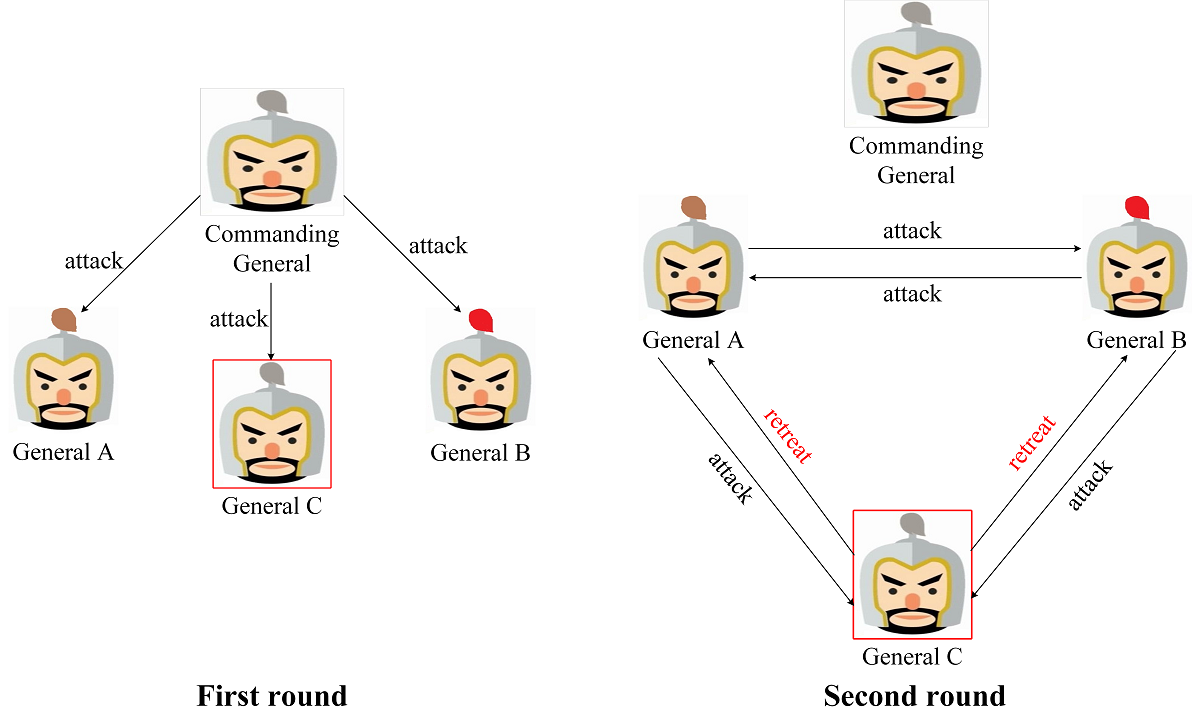 Commanding
General
attack
attack
attack
General A
General B
General C
First round
Commanding
General
attack
attack
General A
General B
retreat
retreat
attack
attack
General C
Second round